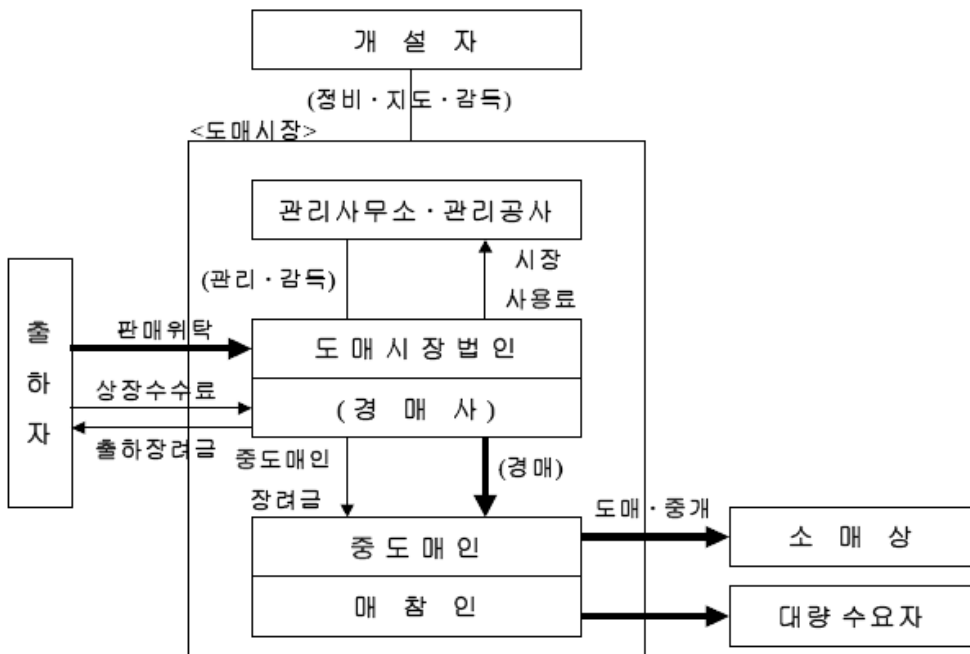 개 설 자
(정비·지도·감독)
<도매시장>
관리사무소·관리공사
(관리·감독)
시장
사용료
출
하
자
판매위탁
도매시장법인
상장수수료
(경 매 사)
출하장려금
중도매인
장려금
(경매)
도매·중개
중도매인
소 매 상
매 참 인
대량 수요자